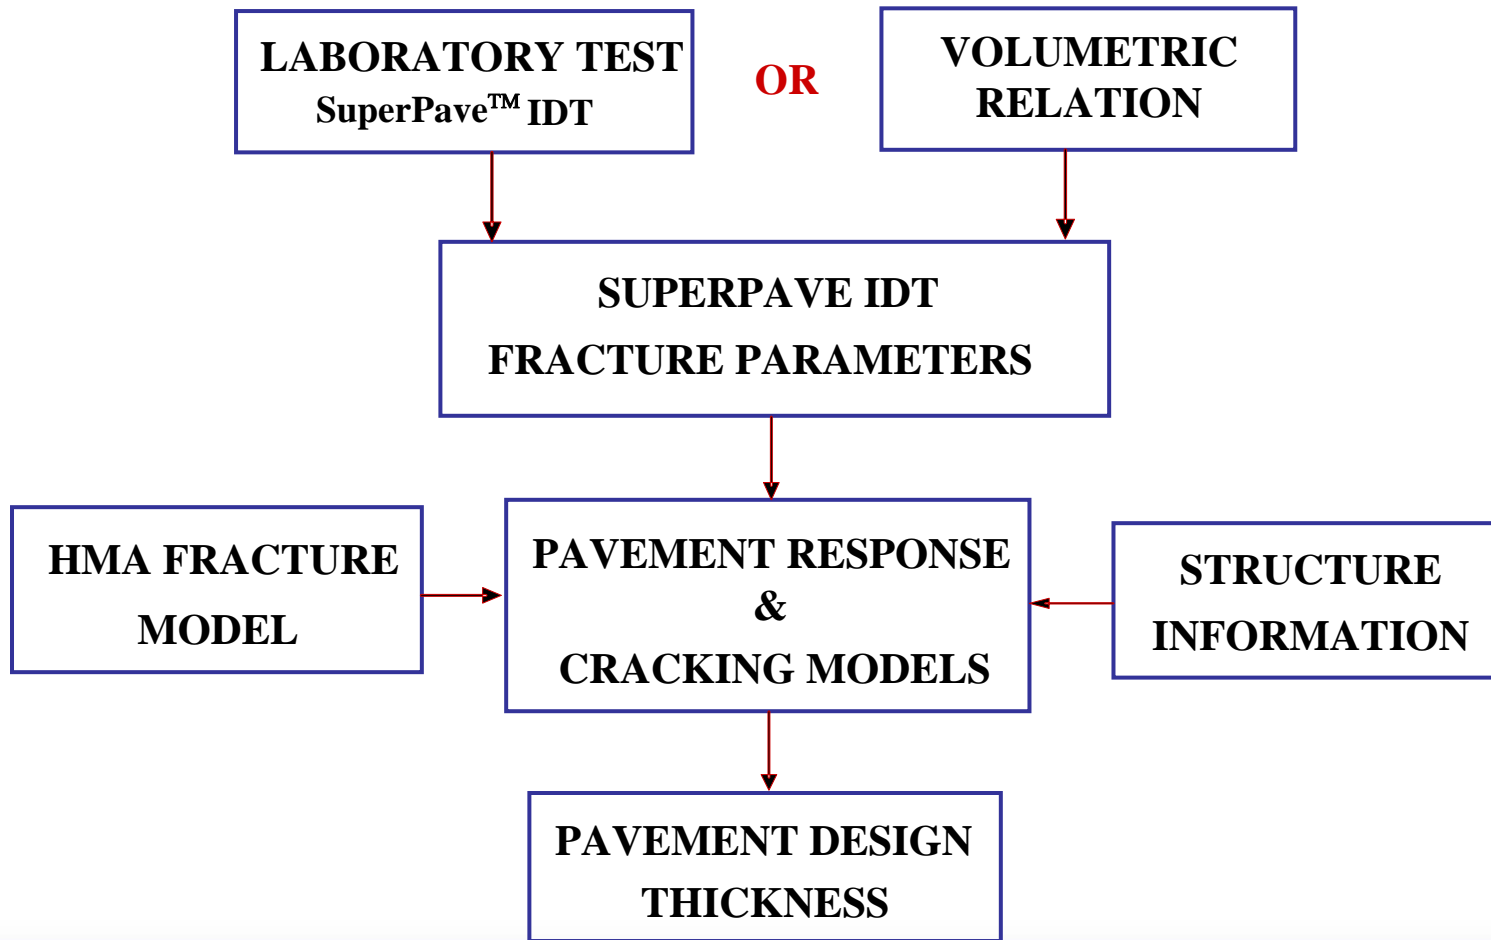 LABORATORY TEST
SuperPave™ IDT
OR
VOLUMETRIC
RELATION
SUPERPAVE IDT
FRACTURE PARAMETERS
HMA FRACTURE
MODEL
PAVEMENT RESPONSE
&
CRACKING MODELS
STRUCTURE
INFORMATION
PAVEMENT DESIGN
THICKNESS